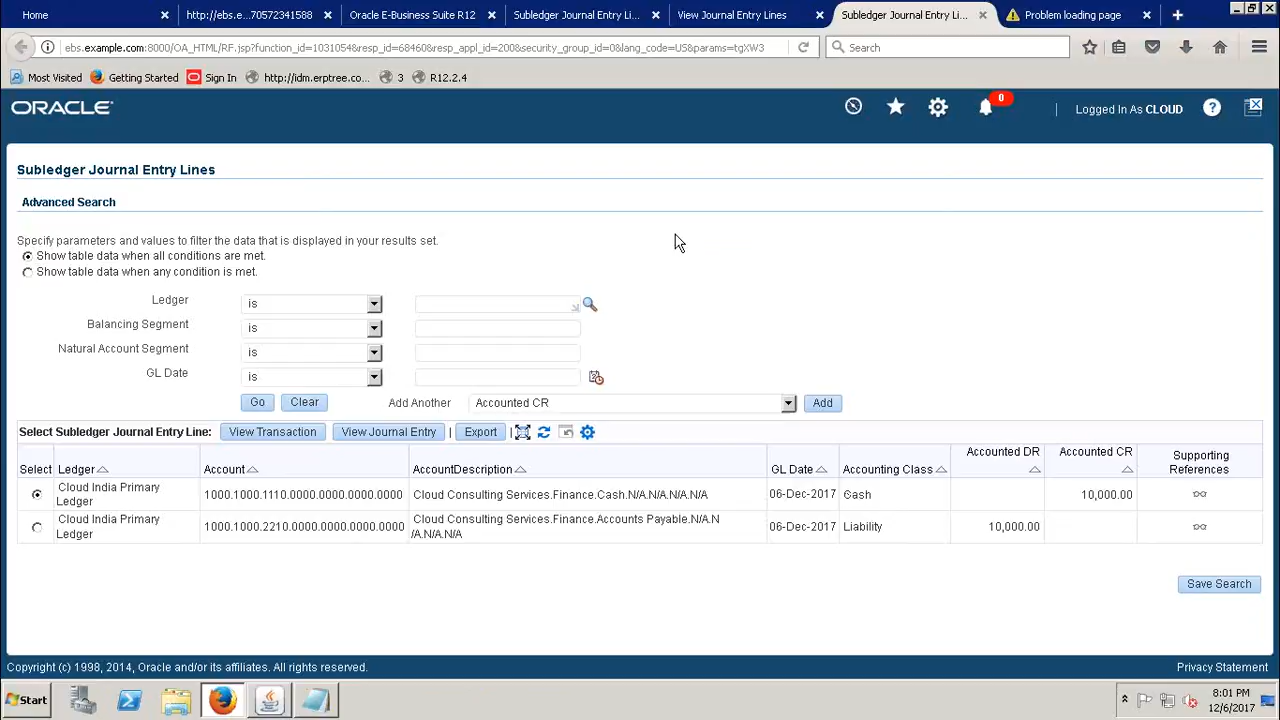 Home
http://ebs.e...70572341588
Oracle E-Business Suite R12
Subledger Journal Entry Li...
View Journal Entry Lines
Subledger Journal Entry Li...
Problem loading page
ebs.example.com:8000/OA_HTML/RF.jsp?function_id=1031054&resp_id=68460&resp_appl_id=200&security_group_id=0&lang_code=US&params=tgXW3
Search
Most Visited
Getting Started
Sign In
http://idm.erptree.co...
3
R12.2.4
ORACLE
0
Logged In As CLOUD
?
Subledger Journal Entry Lines
Advanced Search
Specify parameters and values to filter the data that is displayed in your results set.
Show table data when all conditions are met.
Show table data when any condition is met.
Ledger is
Balancing Segment is
Natural Account Segment is
GL Date is
Go Clear Add Another Accounted CR Add
Select Subledger Journal Entry Line: View Transaction View Journal Entry | Export |
Select Ledger Account AccountDescription GL Date Accounting Class Accounted DR Accounted CR Supporting References
Cloud India Primary Ledger 1000.1000.1110.0000.0000.0000.0000 Cloud Consulting Services.Finance.Cash.N/A.N/A.N/A.N/A 06-Dec-2017 Cash 10,000.00
Cloud India Primary Ledger 1000.1000.2210.0000.0000.0000.0000 Cloud Consulting Services.Finance.Accounts Payable.N/A.N/A.N/A.N/A 06-Dec-2017 Liability 10,000.00
Save Search
Copyright (c) 1998, 2014, Oracle and/or its affiliates. All rights reserved.
Privacy Statement
Start
8:01 PM
12/6/2017